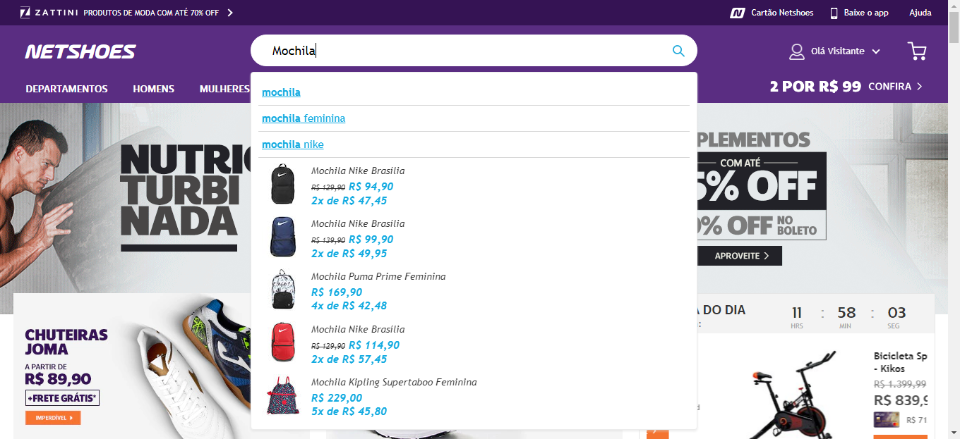 ZATTINI PRODUTOS DE MODA COM ATÉ 70% OFF
Cartão Netshoes
Baixe o app
Ajuda
NETSHOES
Mochila
Olá Visitante
DEPARTAMENTOS
HOMENS
MULHERES
2 POR R$ 99 CONFIRA
mochila
mochila feminina
mochila nike
Mochila Nike Brasilia
R$ 129,90 R$ 94,90
2x de R$ 47,45
Mochila Nike Brasilia
R$ 139,90 R$ 99,90
2x de R$ 49,95
Mochila Puma Prime Feminina
R$ 169,90
4x de R$ 42,48
Mochila Nike Brasilia
R$ 129,90 R$ 114,90
2x de R$ 57,45
Mochila Kipling Supertaboo Feminina
R$ 229,00
5x de R$ 45,80
NUTRIÇ
TURBI
NADA
PLEMENTOS
COM ATÉ
5% OFF
0% OFF NO
BOLETO
APROVEITE
CHUTEIRAS
JOMA
A PARTIR DE
R$ 89,90
+FRETE GRÁTIS*
IMPERDÍVEL
DO DIA
11 : 58 : 03
HRS MIN SEG
Bicicleta Sp
- Kikos
R$ 1.399,99
R$ 839,9
R$ 71